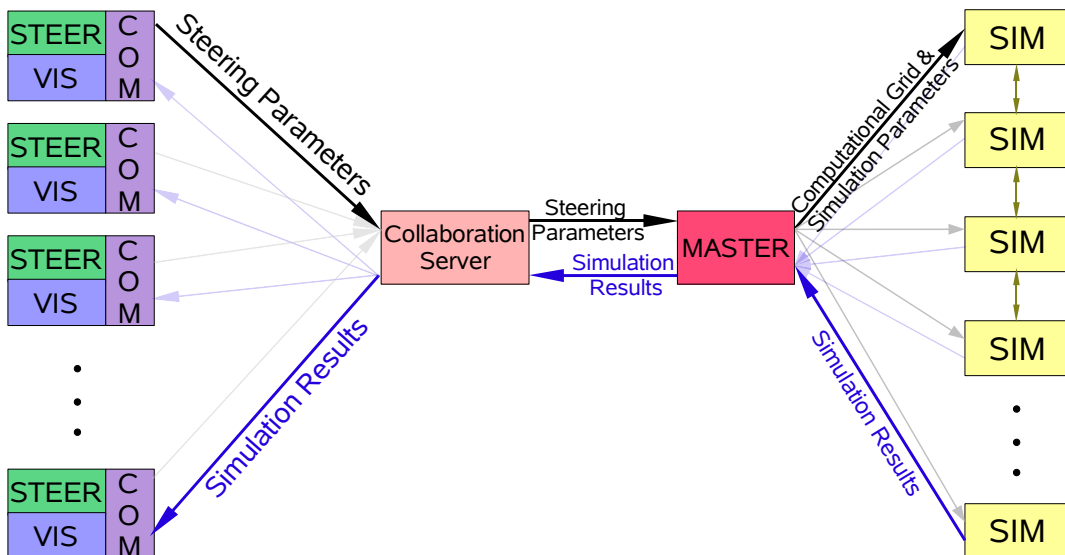 STEER
VIS
C
O
M
STEER
VIS
C
O
M
STEER
VIS
C
O
M
STEER
VIS
C
O
M
Steering Parameters
Simulation Results
Collaboration
Server
Steering
Parameters
Simulation
Results
MASTER
Computational Grid &
Simulation Parameters
Simulation Results
SIM
SIM
SIM
SIM
SIM